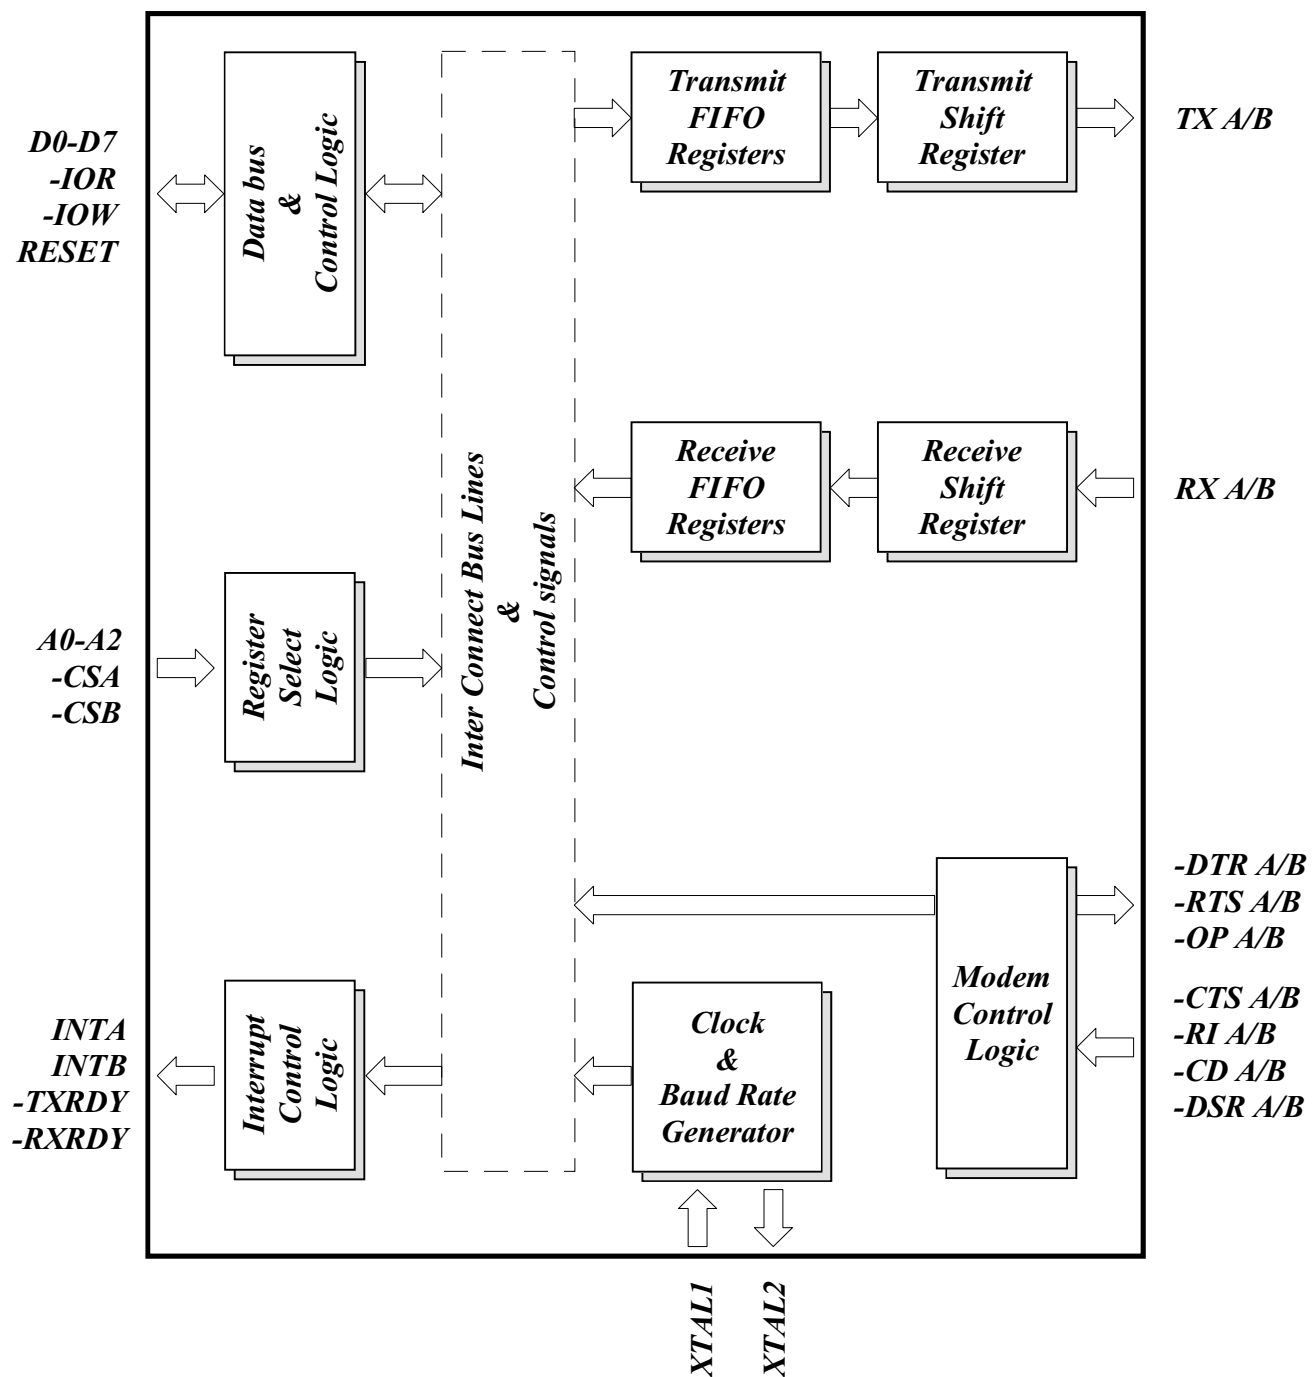 D0-D7
-IOR
-IOW
RESET
Data bus
&
Control Logic
A0-A2
-CSA
-CSB
Register
Select
Logic
INTA
INTB
-TXRDY
-RXRDY
Interrupt
Control
Logic
Inter Connect Bus Lines
&
Control signals
Transmit
FIFO
Registers
Transmit
Shift
Register
TX A/B
Receive
FIFO
Registers
Receive
Shift
Register
RX A/B
Modem
Control
Logic
-DTR A/B
-RTS A/B
-OP A/B
-CTS A/B
-RI A/B
-CD A/B
-DSR A/B
Clock
&
Baud Rate
Generator
XTAL1
XTAL2